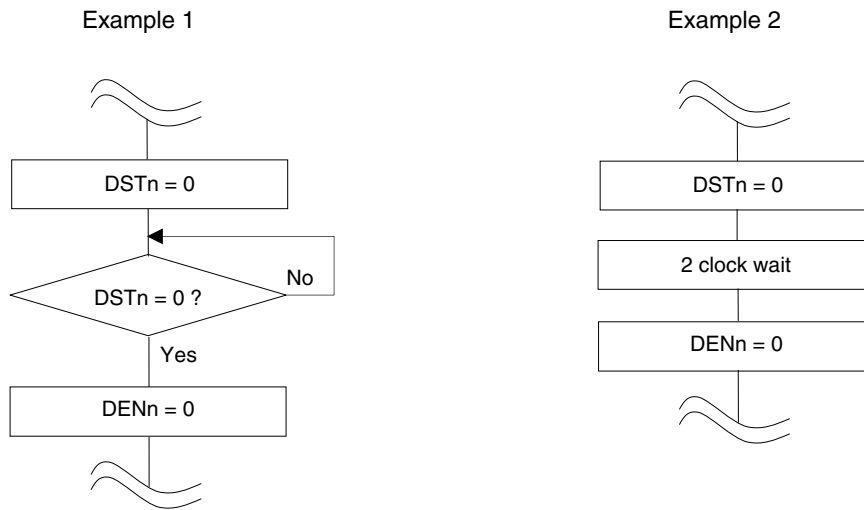 Example 1
DSTn = 0
DSTn = 0 ?
No
Yes
DENn = 0
Example 2
DSTn = 0
2 clock wait
DENn = 0